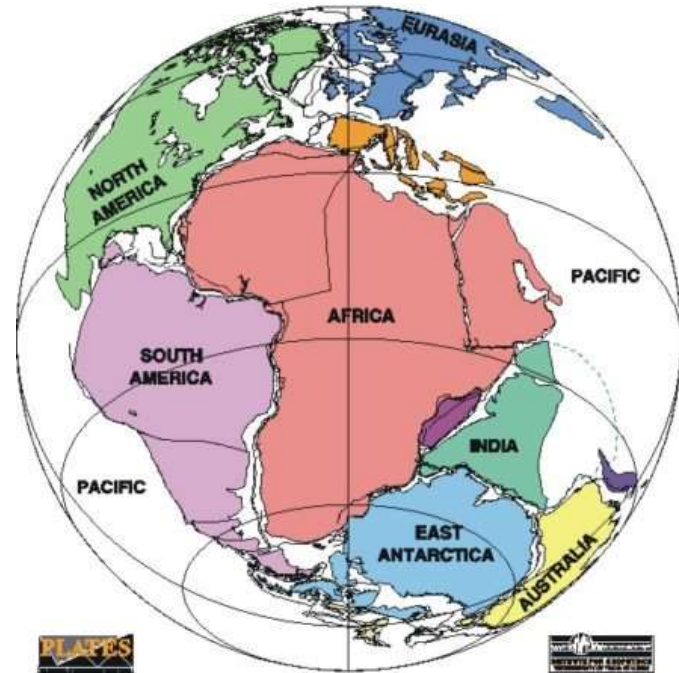 EURASIA
NORTH
AMERICA
PACIFIC
AFRICA
SOUTH
AMERICA
INDIA
PACIFIC
EAST
ANTARCTICA
AUSTRALIA
PLATES